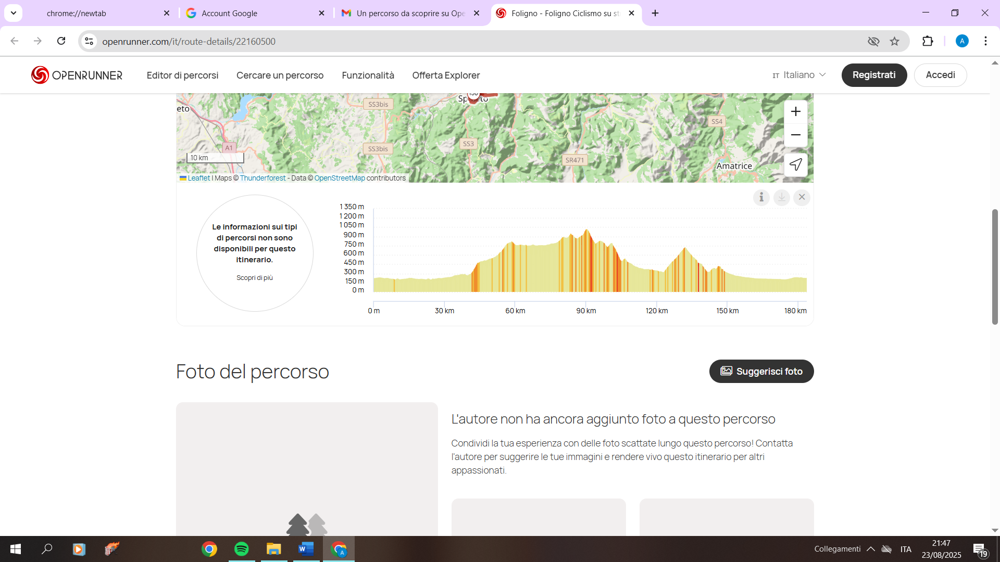 chrome://newtab
Account Google
Un percorso da scoprire su Ope
Foligno - Foligno Ciclismo su st
openrunner.com/it/route-details/22160500
A
OPENRUNNER
Editor di percorsi
Cercare un percorso
Funzionalità
Offerta Explorer
IT Italiano
Registrati
Accedi
eto
SS3bis
SS4
SS3
SS3bis
A1
SR471
Amatrice
10 km
+
−
Leaflet | Maps © Thunderforest - Data © OpenStreetMap contributors
Le informazioni sui tipi
di percorsi non sono
disponibili per questo
itinerario.
Scopri di più
1 350 m
1 200 m
1 050 m
900 m
750 m
600 m
450 m
300 m
150 m
0 m
0 m
30 km
60 km
90 km
120 km
150 km
180 km
Foto del percorso
Suggerisci foto
L'autore non ha ancora aggiunto foto a questo percorso
Condividi la tua esperienza con delle foto scattate lungo questo percorso! Contatta
l'autore per suggerire le tue immagini e rendere vivo questo itinerario per altri
appassionati.
Collegamenti
ITA
21:47
23/08/2025
19